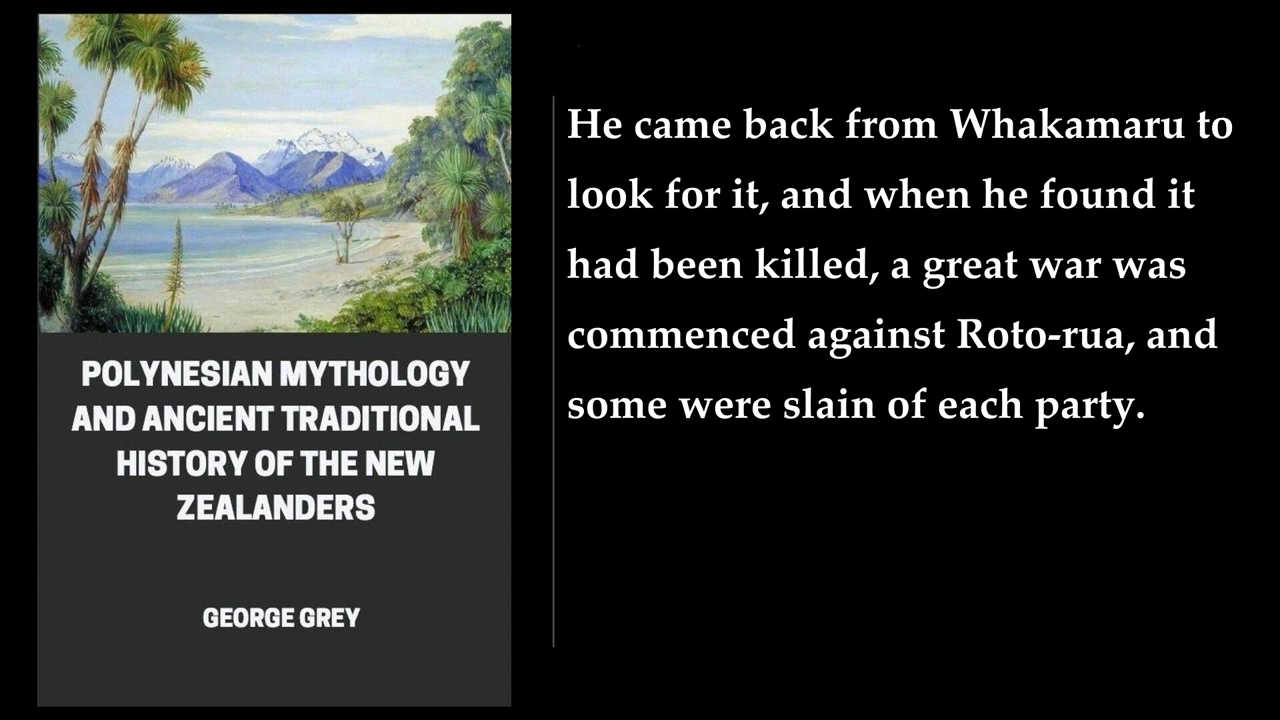 POLYNESIAN MYTHOLOGY
AND ANCIENT TRADITIONAL
HISTORY OF THE NEW
ZEALANDERS
GEORGE GREY
He came back from Whakamaru to
look for it, and when he found it
had been killed, a great war was
commenced against Roto-rua, and
some were slain of each party.